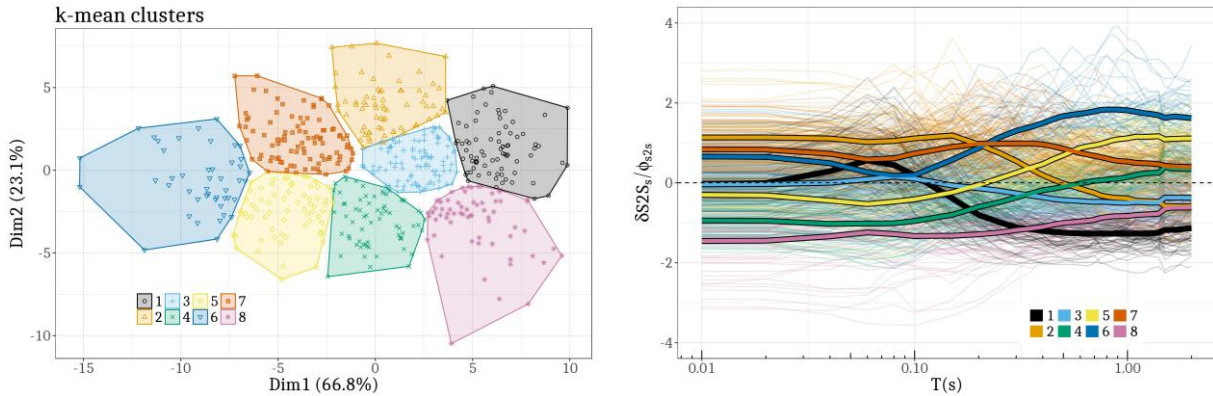 k-mean clusters
Dim2 (23.1%)
5
0
-5
-10
1 3 5 7
2 4 6 8
-15 -10 -5 0 5 10
Dim1 (66.8%)
δS2Sₛ/ϕₛ₂ₛ
4
2
0
-2
-4
1 3 5 7
2 4 6 8
0.01 0.10 1.00
T(s)